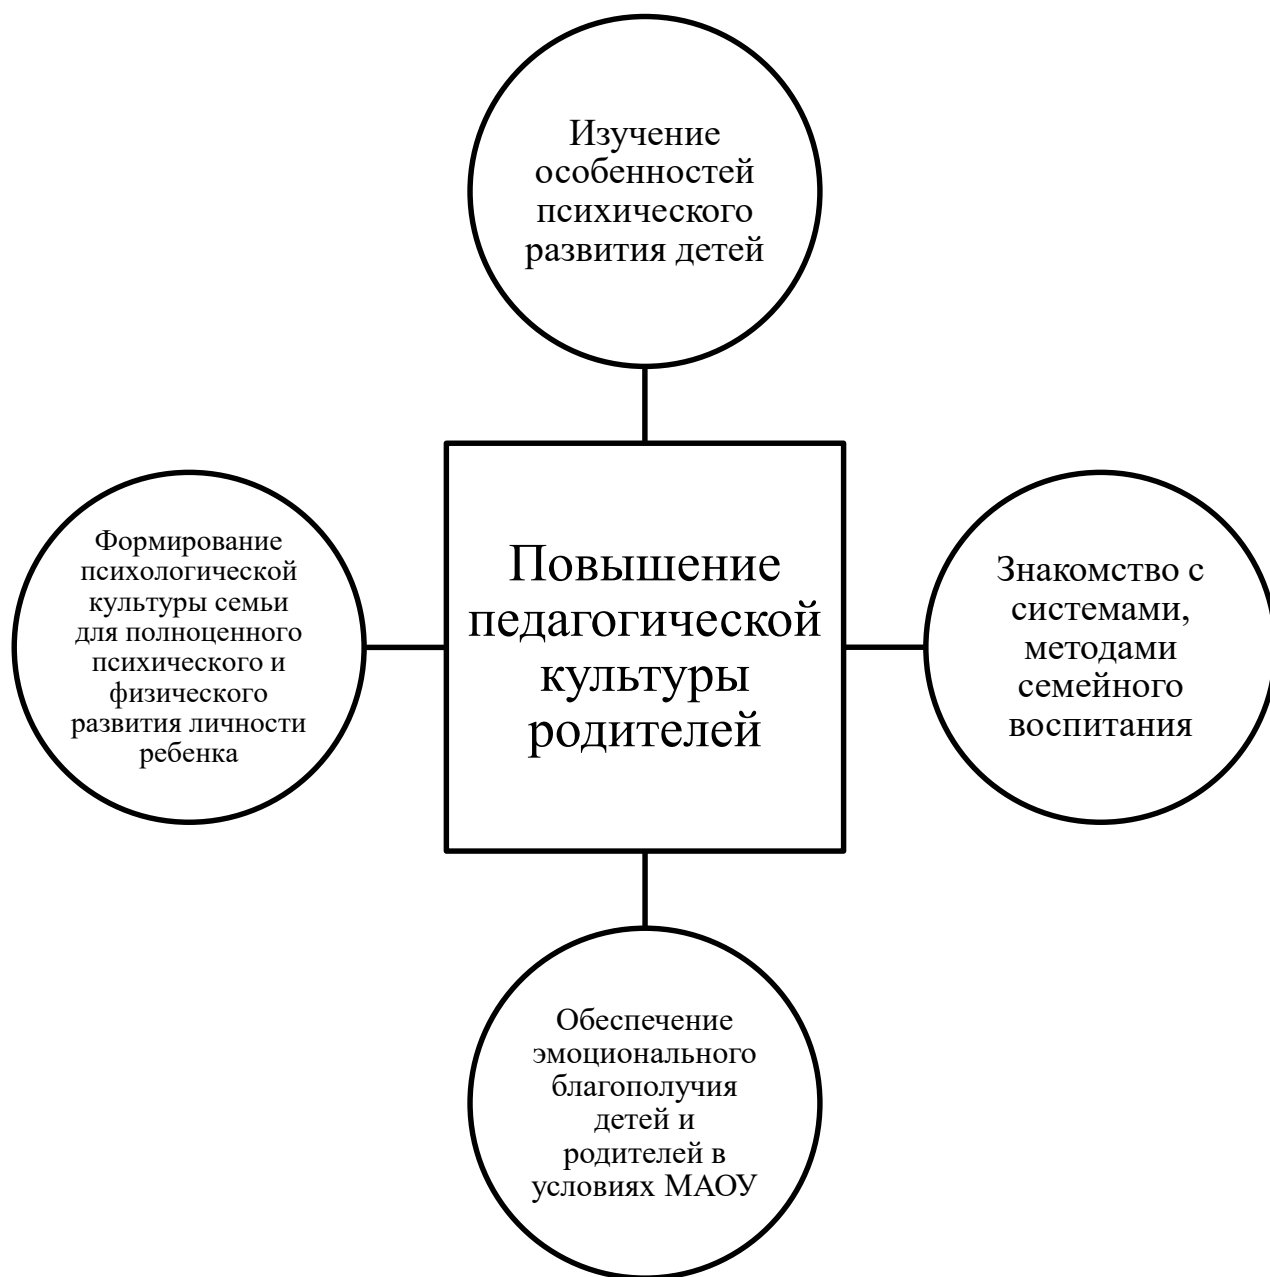 Изучение
особенностей
психического
развития детей
Формирование
психологической
культуры семьи
для полноценного
психического и
физического
развития личности
ребенка
Повышение
педагогической
культуры
родителей
Знакомство с
системами,
методами
семейного
воспитания
Обеспечение
эмоционального
благополучия
детей и
родителей в
условиях МАОУ